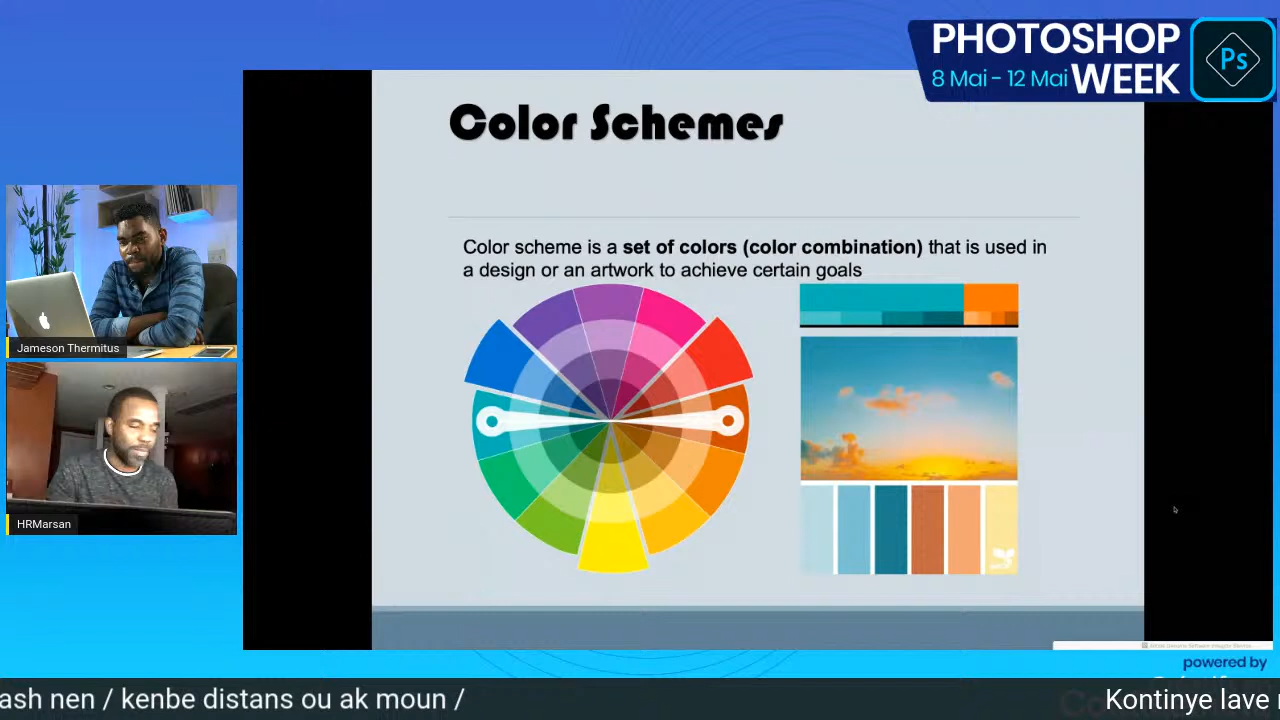 PHOTOSHOP
8 Mai - 12 Mai WEEK
Ps
Color Schemes
Color scheme is a set of colors (color combination) that is used in
a design or an artwork to achieve certain goals
Jameson Thermitus
HRMarsan
powered by
ash nen / kenbe distans ou ak moun /
Kontinye lave